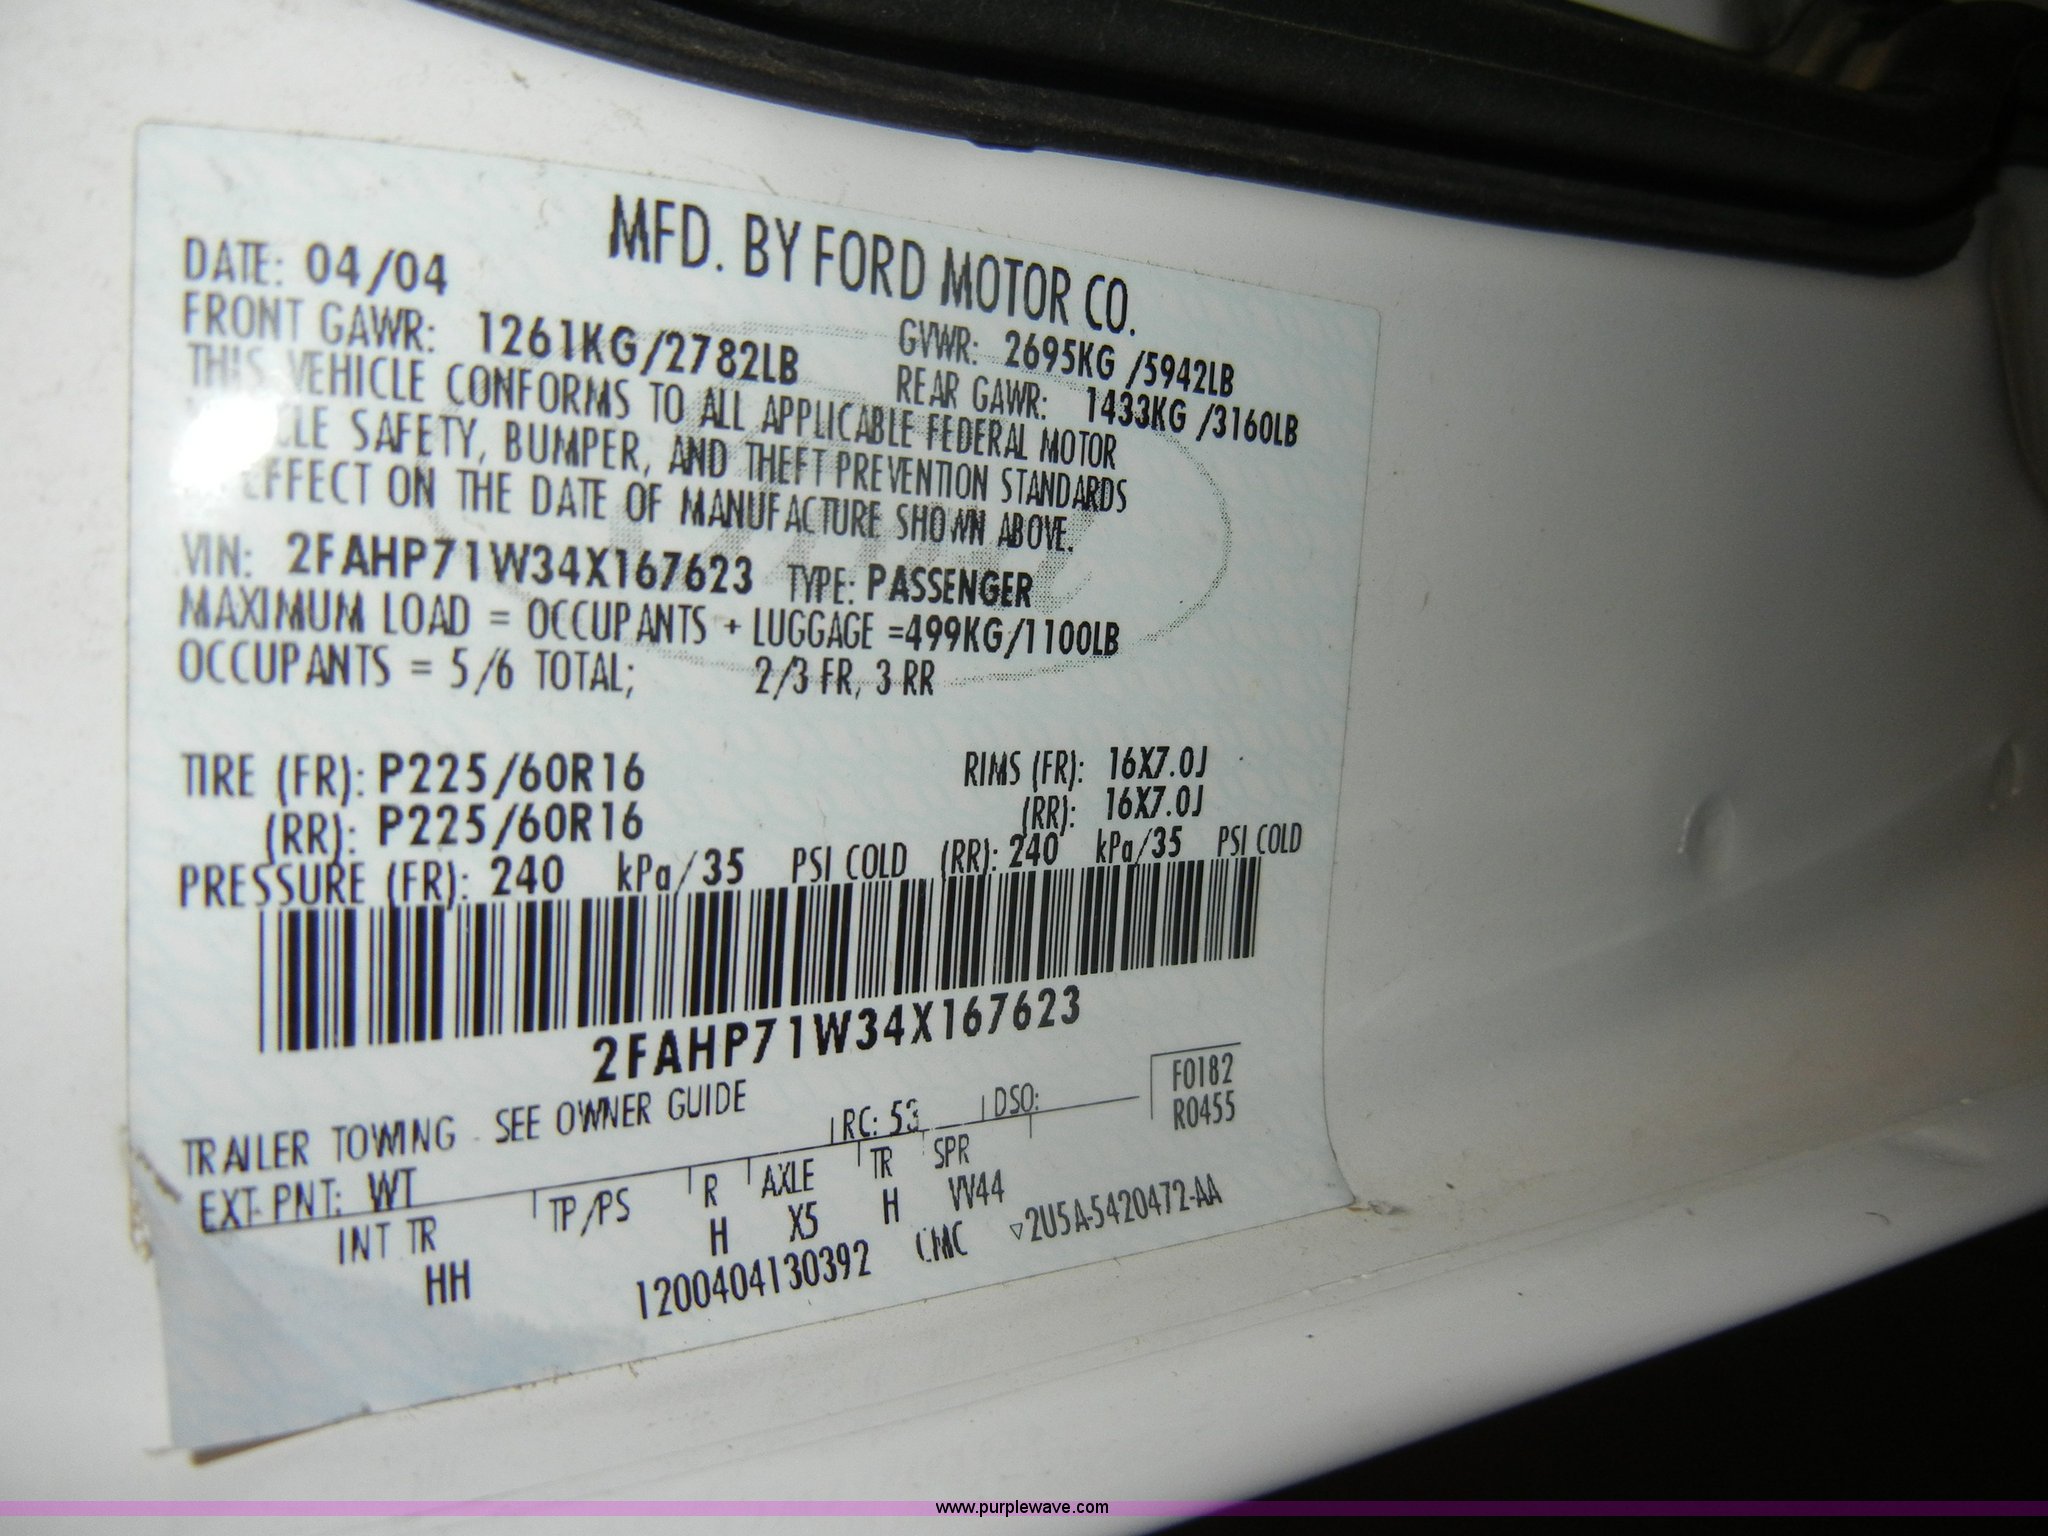 MFD. BY FORD MOTOR CO.
DATE: 04/04
GVWR: 2695KG /5942LB
FRONT GAWR: 1261KG/2782LB
REAR GAWR: 1433KG /3160LB
THIS VEHICLE CONFORMS TO ALL APPLICABLE FEDERAL MOTOR
SAFETY, BUMPER, AND THEFT PREVENTION STANDARDS
EFFECT ON THE DATE OF MANUFACTURE SHOWN ABOVE.
VIN: 2FAHP71W34X167623 TYPE: PASSENGER
MAXIMUM LOAD = OCCUPANTS + LUGGAGE =499KG/1100LB
OCCUPANTS = 5/6 TOTAL; 2/3 FR, 3 RR
TIRE (FR): P225/60R16 RIMS (FR): 16X7.0J
(RR): P225/60R16 (RR): 16X7.0J
PRESSURE (FR): 240 kPa/35 PSI COLD (RR): 240 kPa/35 PSI COLD
2FAHP71W34X167623
TRAILER TOWING - SEE OWNER GUIDE
F0182
R0455
EXT PNT: WT RC: 53 DSO:
INT TR TP/PS R AXLE TR SPR
HH H X5 H VV44
1200404130392 CMC ▽2U5A-5420472-AA
www.purplewave.com